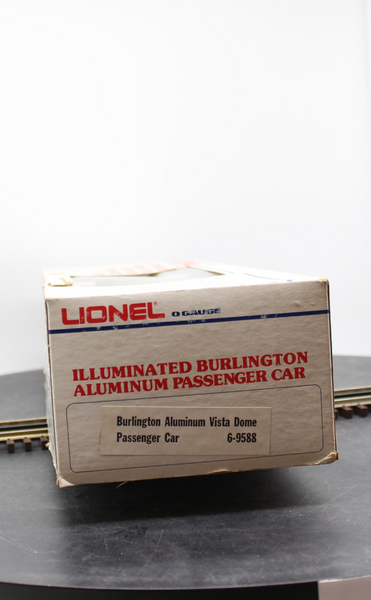 LIONEL O GAUGE
ILLUMINATED BURLINGTON
ALUMINUM PASSENGER CAR
Burlington Aluminum Vista Dome
Passenger Car 6-9588